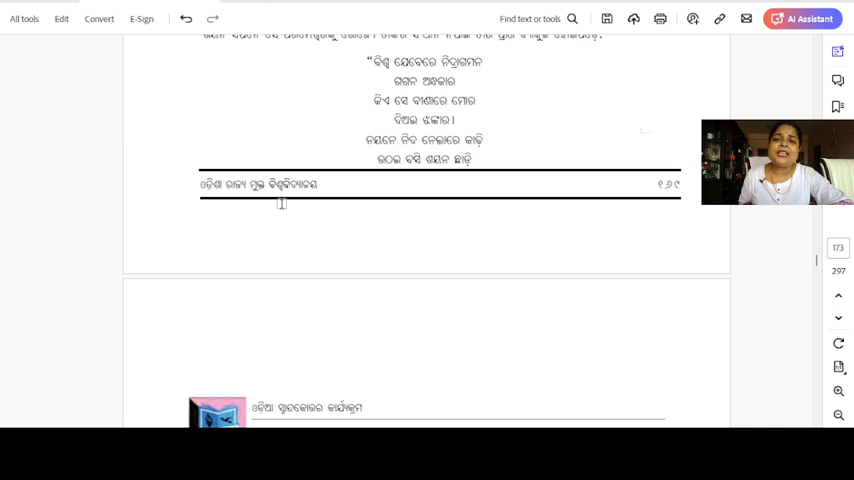 All tools Edit Convert E-Sign Find text or tools AI Assistant
“ବିଶ୍ୱ ଯେବେରେ ନିଦ୍ରାଗମନ
ଗଗନ ଅନ୍ଧକାର
କିଏ ସେ ବୀଣାରେ ମୋର
ଦିଅଇ ଝଙ୍କାର।
ନୟନେ ନିଦ ନେଲାରେ କାଢ଼ି
ଉଠଇ ବସି ଶୟନ ଛାଡ଼ି
ଓଡ଼ିଶା ରାଜ୍ୟ ମୁକ୍ତ ବିଶ୍ୱବିଦ୍ୟାଳୟ ୧୬୯
173
297
ଓଡ଼ିଆ ସ୍ନାତକୋତ୍ତର କାର୍ଯ୍ୟକ୍ରମ